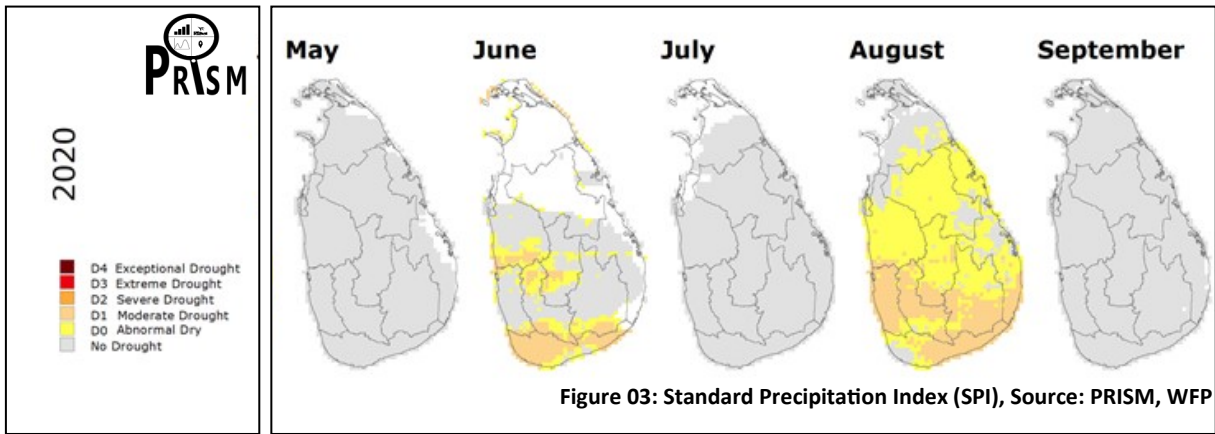 PRiSM
2020
D4 Exceptional Drought
D3 Extreme Drought
D2 Severe Drought
D1 Moderate Drought
D0 Abnormal Dry
No Drought
May June July August September
Figure 03: Standard Precipitation Index (SPI), Source: PRISM, WFP